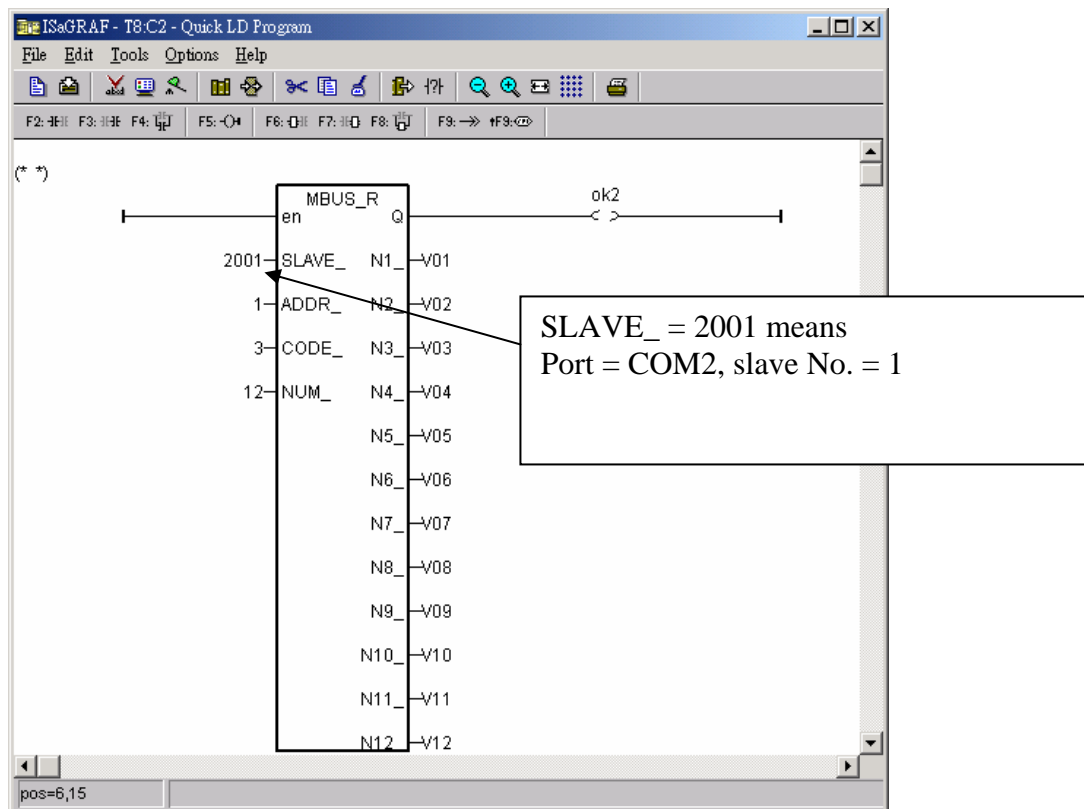 ISaGRAF - T8:C2 - Quick LD Program
File Edit Tools Options Help
F2: F3: F4: F5: F6: F7: F8: F9: ↑F9:
(* *)
MBUS_R
ok2
en Q
2001 SLAVE_ N1_ V01
1 ADDR_ N2_ V02
3 CODE_ N3_ V03
12 NUM_ N4_ V04
N5_ V05
N6_ V06
N7_ V07
N8_ V08
N9_ V09
N10_ V10
N11_ V11
N12 V12
SLAVE_ = 2001 means
Port = COM2, slave No. = 1
pos=6,15